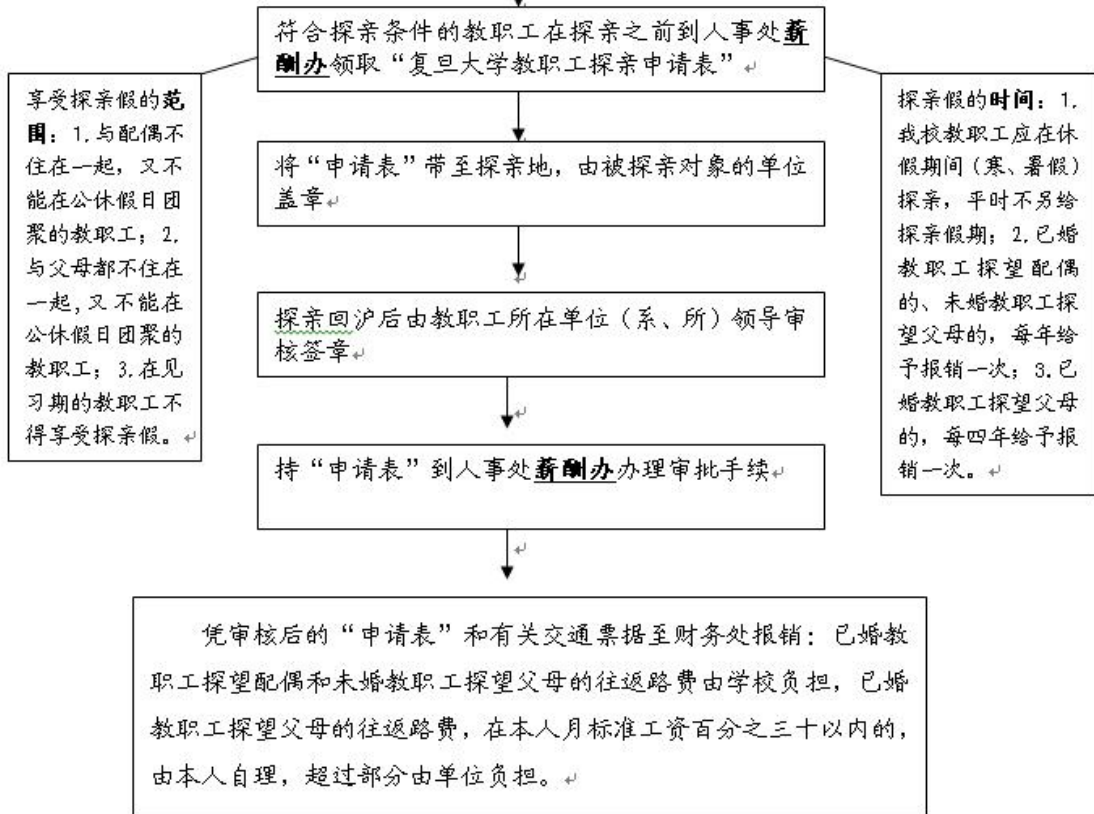 符合探亲条件的教职工在探亲之前到人事处薪
酬办领取“复旦大学教职工探亲申请表”
享受探亲假的范
围：1.与配偶不
住在一起，又不
能在公休假日团
聚的教职工；2.
与父母都不住在
一起,又不能在
公休假日团聚的
教职工；3.在见
习期的教职工不
得享受探亲假。
探亲假的时间：1.
我校教职工应在休
假期间（寒、暑假）
探亲，平时不另给
探亲假期；2.已婚
教职工探望配偶
的、未婚教职工探
望父母的，每年给
予报销一次；3.已
婚教职工探望父母
的，每四年给予报
销一次。
将“申请表”带至探亲地，由被探亲对象的单位
盖章
探亲回沪后由教职工所在单位（系、所）领导审
核签章
持“申请表”到人事处薪酬办办理审批手续
凭审核后的“申请表”和有关交通票据至财务处报销：已婚教
职工探望配偶和未婚教职工探望父母的往返路费由学校负担，已婚
教职工探望父母的往返路费，在本人月标准工资百分之三十以内的，
由本人自理，超过部分由单位负担。